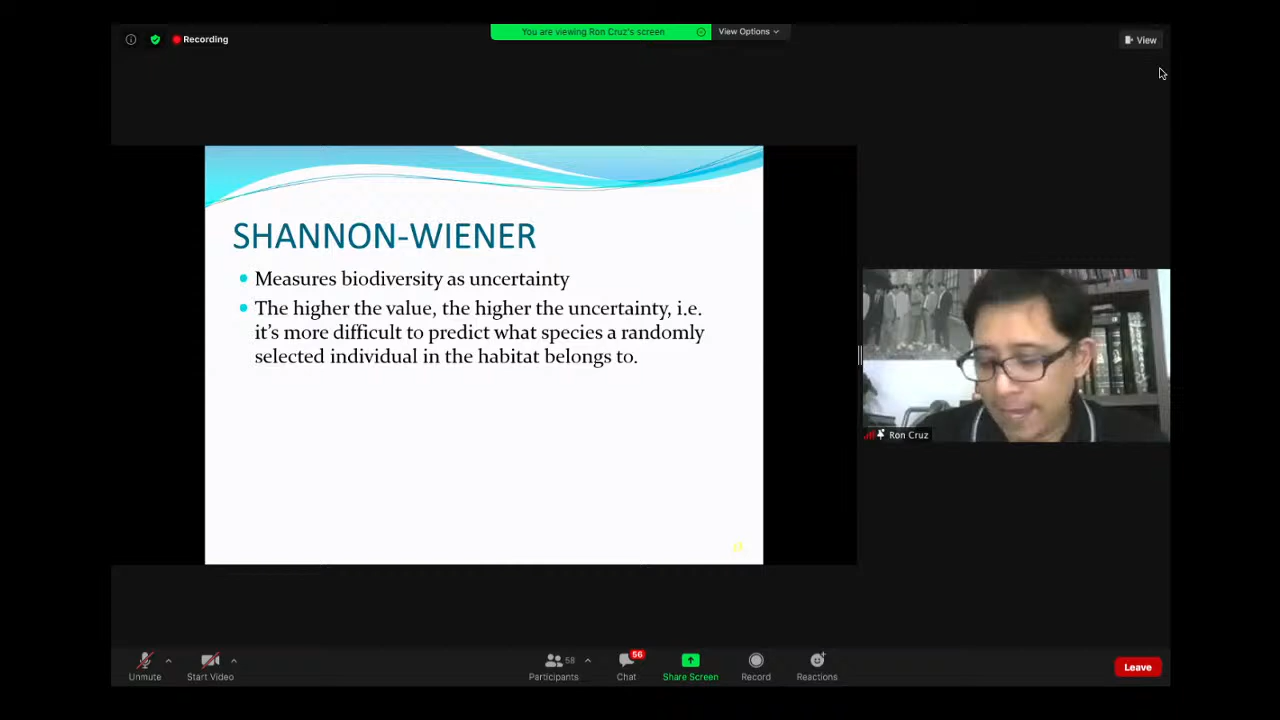 Recording
You are viewing Ron Cruz's screen
View Options
View
SHANNON-WIENER
Measures biodiversity as uncertainty
The higher the value, the higher the uncertainty, i.e.
it's more difficult to predict what species a randomly
selected individual in the habitat belongs to.
Ron Cruz
Unmute
Start Video
58
Participants
56
Chat
Share Screen
Record
Reactions
Leave